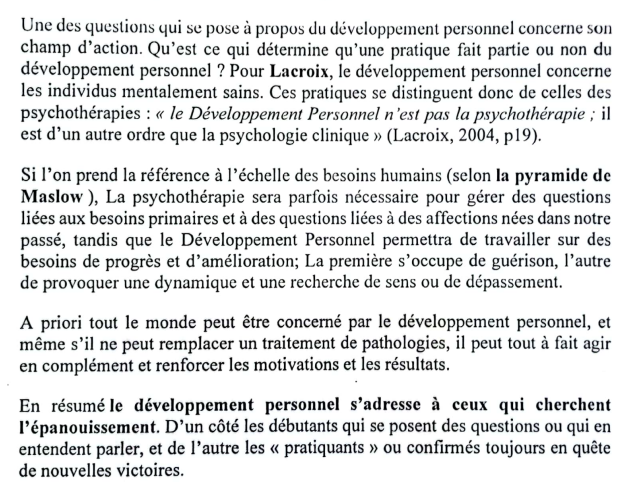 Une des questions qui se pose à propos du développement personnel concerne son
champ d'action. Qu'est ce qui détermine qu'une pratique fait partie ou non du
développement personnel ? Pour Lacroix, le développement personnel concerne
les individus mentalement sains. Ces pratiques se distinguent donc de celles des
psychothérapies : « le Développement Personnel n'est pas la psychothérapie ; il
est d'un autre ordre que la psychologie clinique » (Lacroix, 2004, p19).
Si l'on prend la référence à l'échelle des besoins humains (selon la pyramide de
Maslow ), La psychothérapie sera parfois nécessaire pour gérer des questions
liées aux besoins primaires et à des questions liées à des affections nées dans notre
passé, tandis que le Développement Personnel permettra de travailler sur des
besoins de progrès et d'amélioration; La première s'occupe de guérison, l'autre
de provoquer une dynamique et une recherche de sens ou de dépassement.
A priori tout le monde peut être concerné par le développement personnel, et
même s'il ne peut remplacer un traitement de pathologies, il peut tout à fait agir
en complément et renforcer les motivations et les résultats.
En résumé le développement personnel s'adresse à ceux qui cherchent
l'épanouissement. D'un côté les débutants qui se posent des questions ou qui en
entendent parler, et de l'autre les « pratiquants » ou confirmés toujours en quête
de nouvelles victoires.